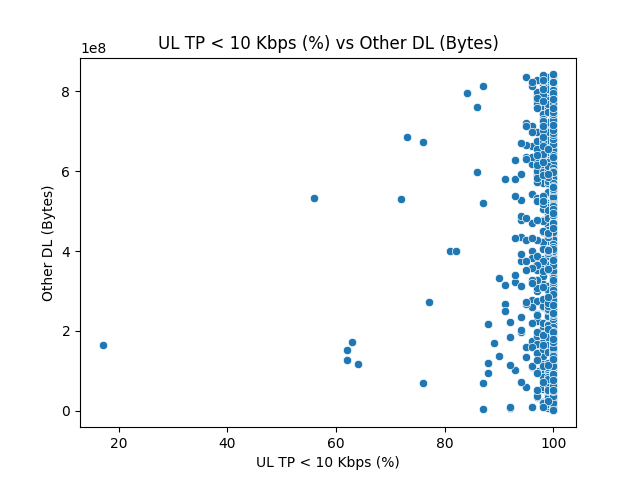 UL TP < 10 Kbps (%) vs Other DL (Bytes)
1e8
8
6
4
2
0
Other DL (Bytes)
20 40 60 80 100
UL TP < 10 Kbps (%)